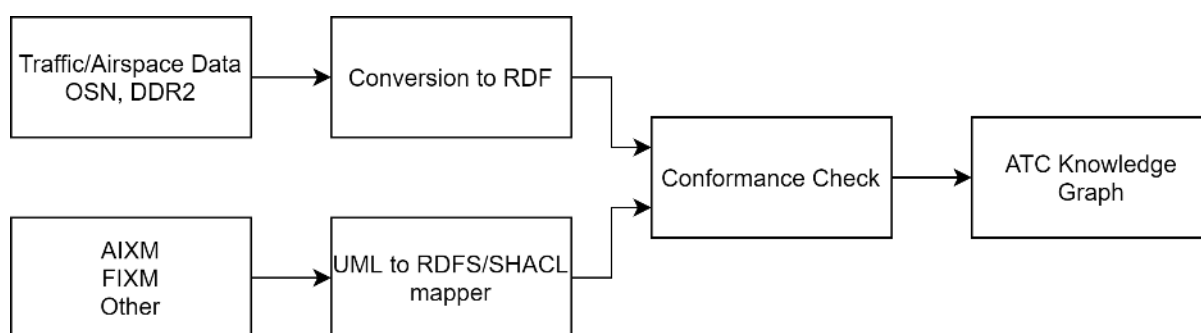 Traffic/Airspace Data
OSN, DDR2
Conversion to RDF
AIXM
FIXM
Other
UML to RDFS/SHACL
mapper
Conformance Check
ATC Knowledge
Graph